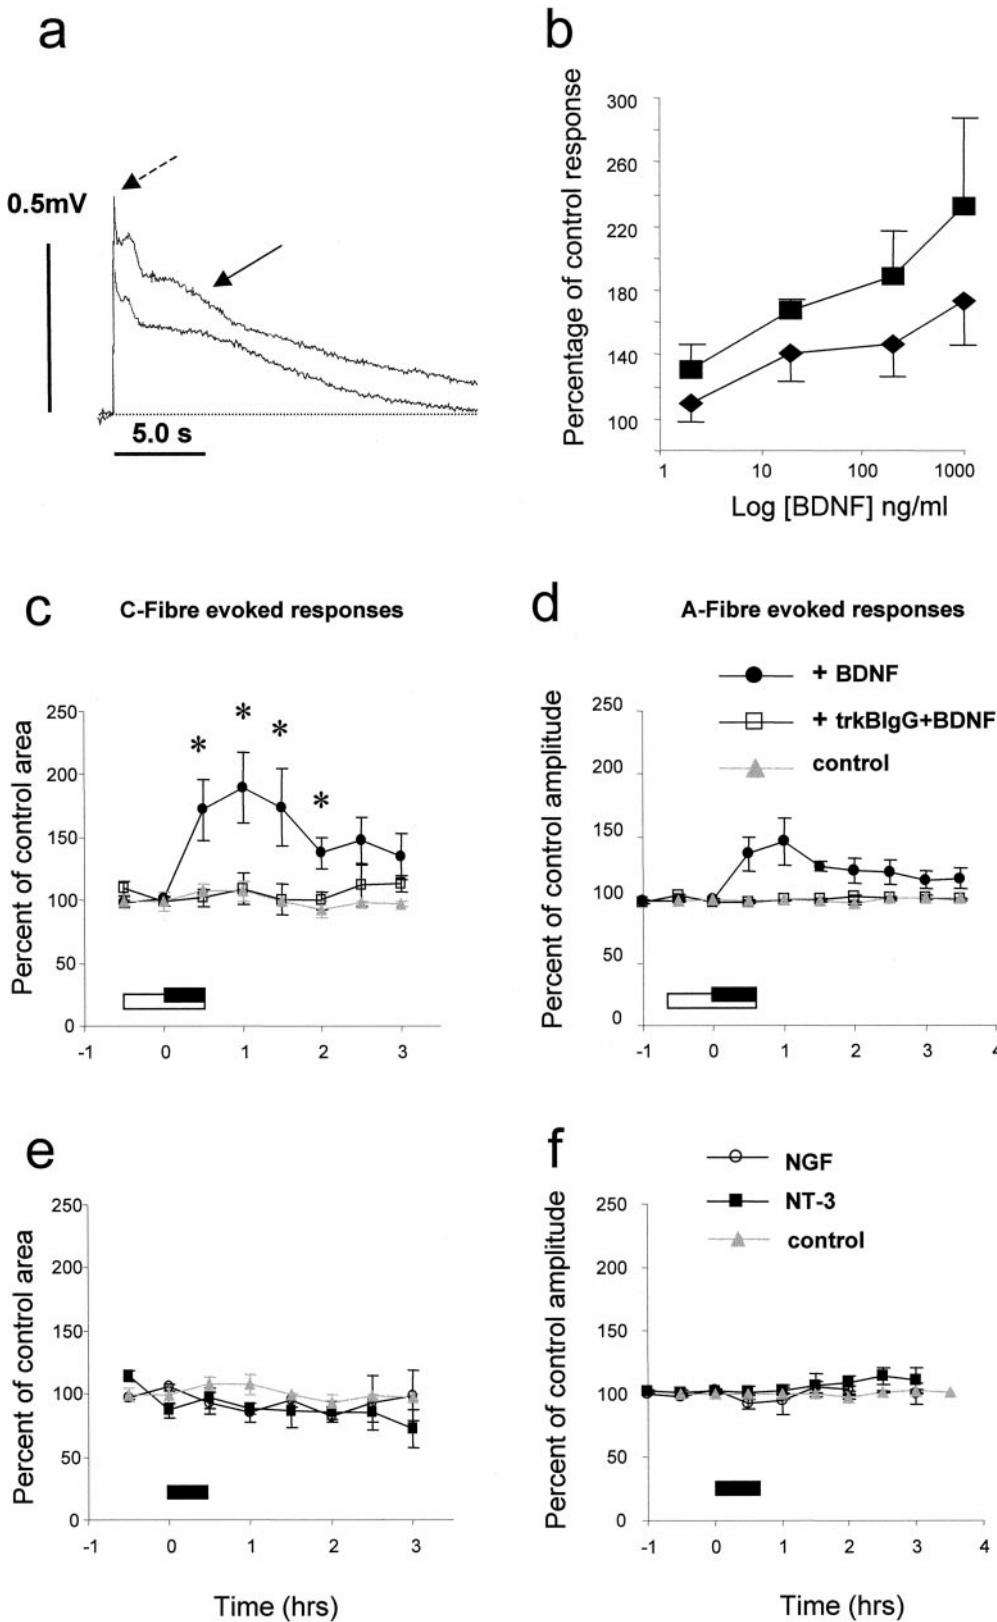 a
0.5mV
5.0 s
b
Percentage of control response
300
260
220
180
140
100
1 10 100 1000
Log [BDNF] ng/ml
c
C-Fibre evoked responses
Percent of control area
250
200
150
100
50
0
* * * *
-1 0 1 2 3
d
A-Fibre evoked responses
+ BDNF
+ trkBIgG+BDNF
control
Percent of control amplitude
250
200
150
100
50
0
-1 0 1 2 3 4
e
Percent of control area
250
200
150
100
50
0
-1 0 1 2 3
Time (hrs)
f
NGF
NT-3
control
Percent of control amplitude
250
200
150
100
50
0
-1 0 1 2 3 4
Time (hrs)